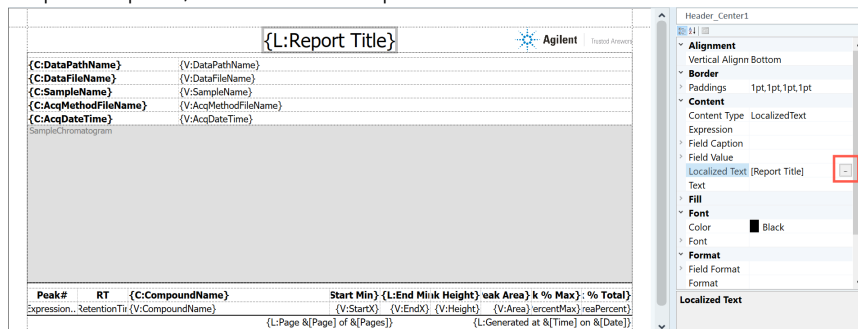 Header_Center1
{L:Report Title}
Agilent Trusted Answers
{C:DataPathName} {V:DataPathName}
{C:DataFileName} {V:DataFileName}
{C:SampleName} {V:SampleName}
{C:AcqMethodFileName} {V:AcqMethodFileName}
{C:AcqDateTime} {V:AcqDateTime}
SampleChromatogram
Peak# RT {C:CompoundName} Start Min} {L:End Mi k Height} eak Area} k % Max} % Total}
Expression.. RetentionTi {V:CompoundName} {V:StartX} {V:EndX} {V:Height} {V:Area} ercentMax} reaPercent}
{L:Page &[Page] of &[Pages]} {L:Generated at &[Time] on &[Date]}
Alignment
Vertical Alignn Bottom
Border
Paddings 1pt,1pt,1pt,1pt
Content
Content Type LocalizedText
Expression
Field Caption
Field Value
Localized Text [Report Title]
Text
Fill
Font
Color Black
Font
Format
Field Format
Format
Localized Text